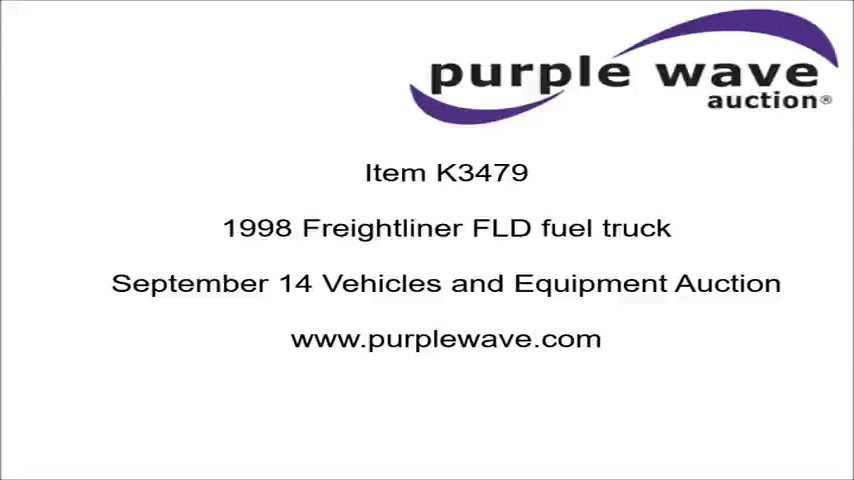 purple wave
auction®
Item K3479
1998 Freightliner FLD fuel truck
September 14 Vehicles and Equipment Auction
www.purplewave.com